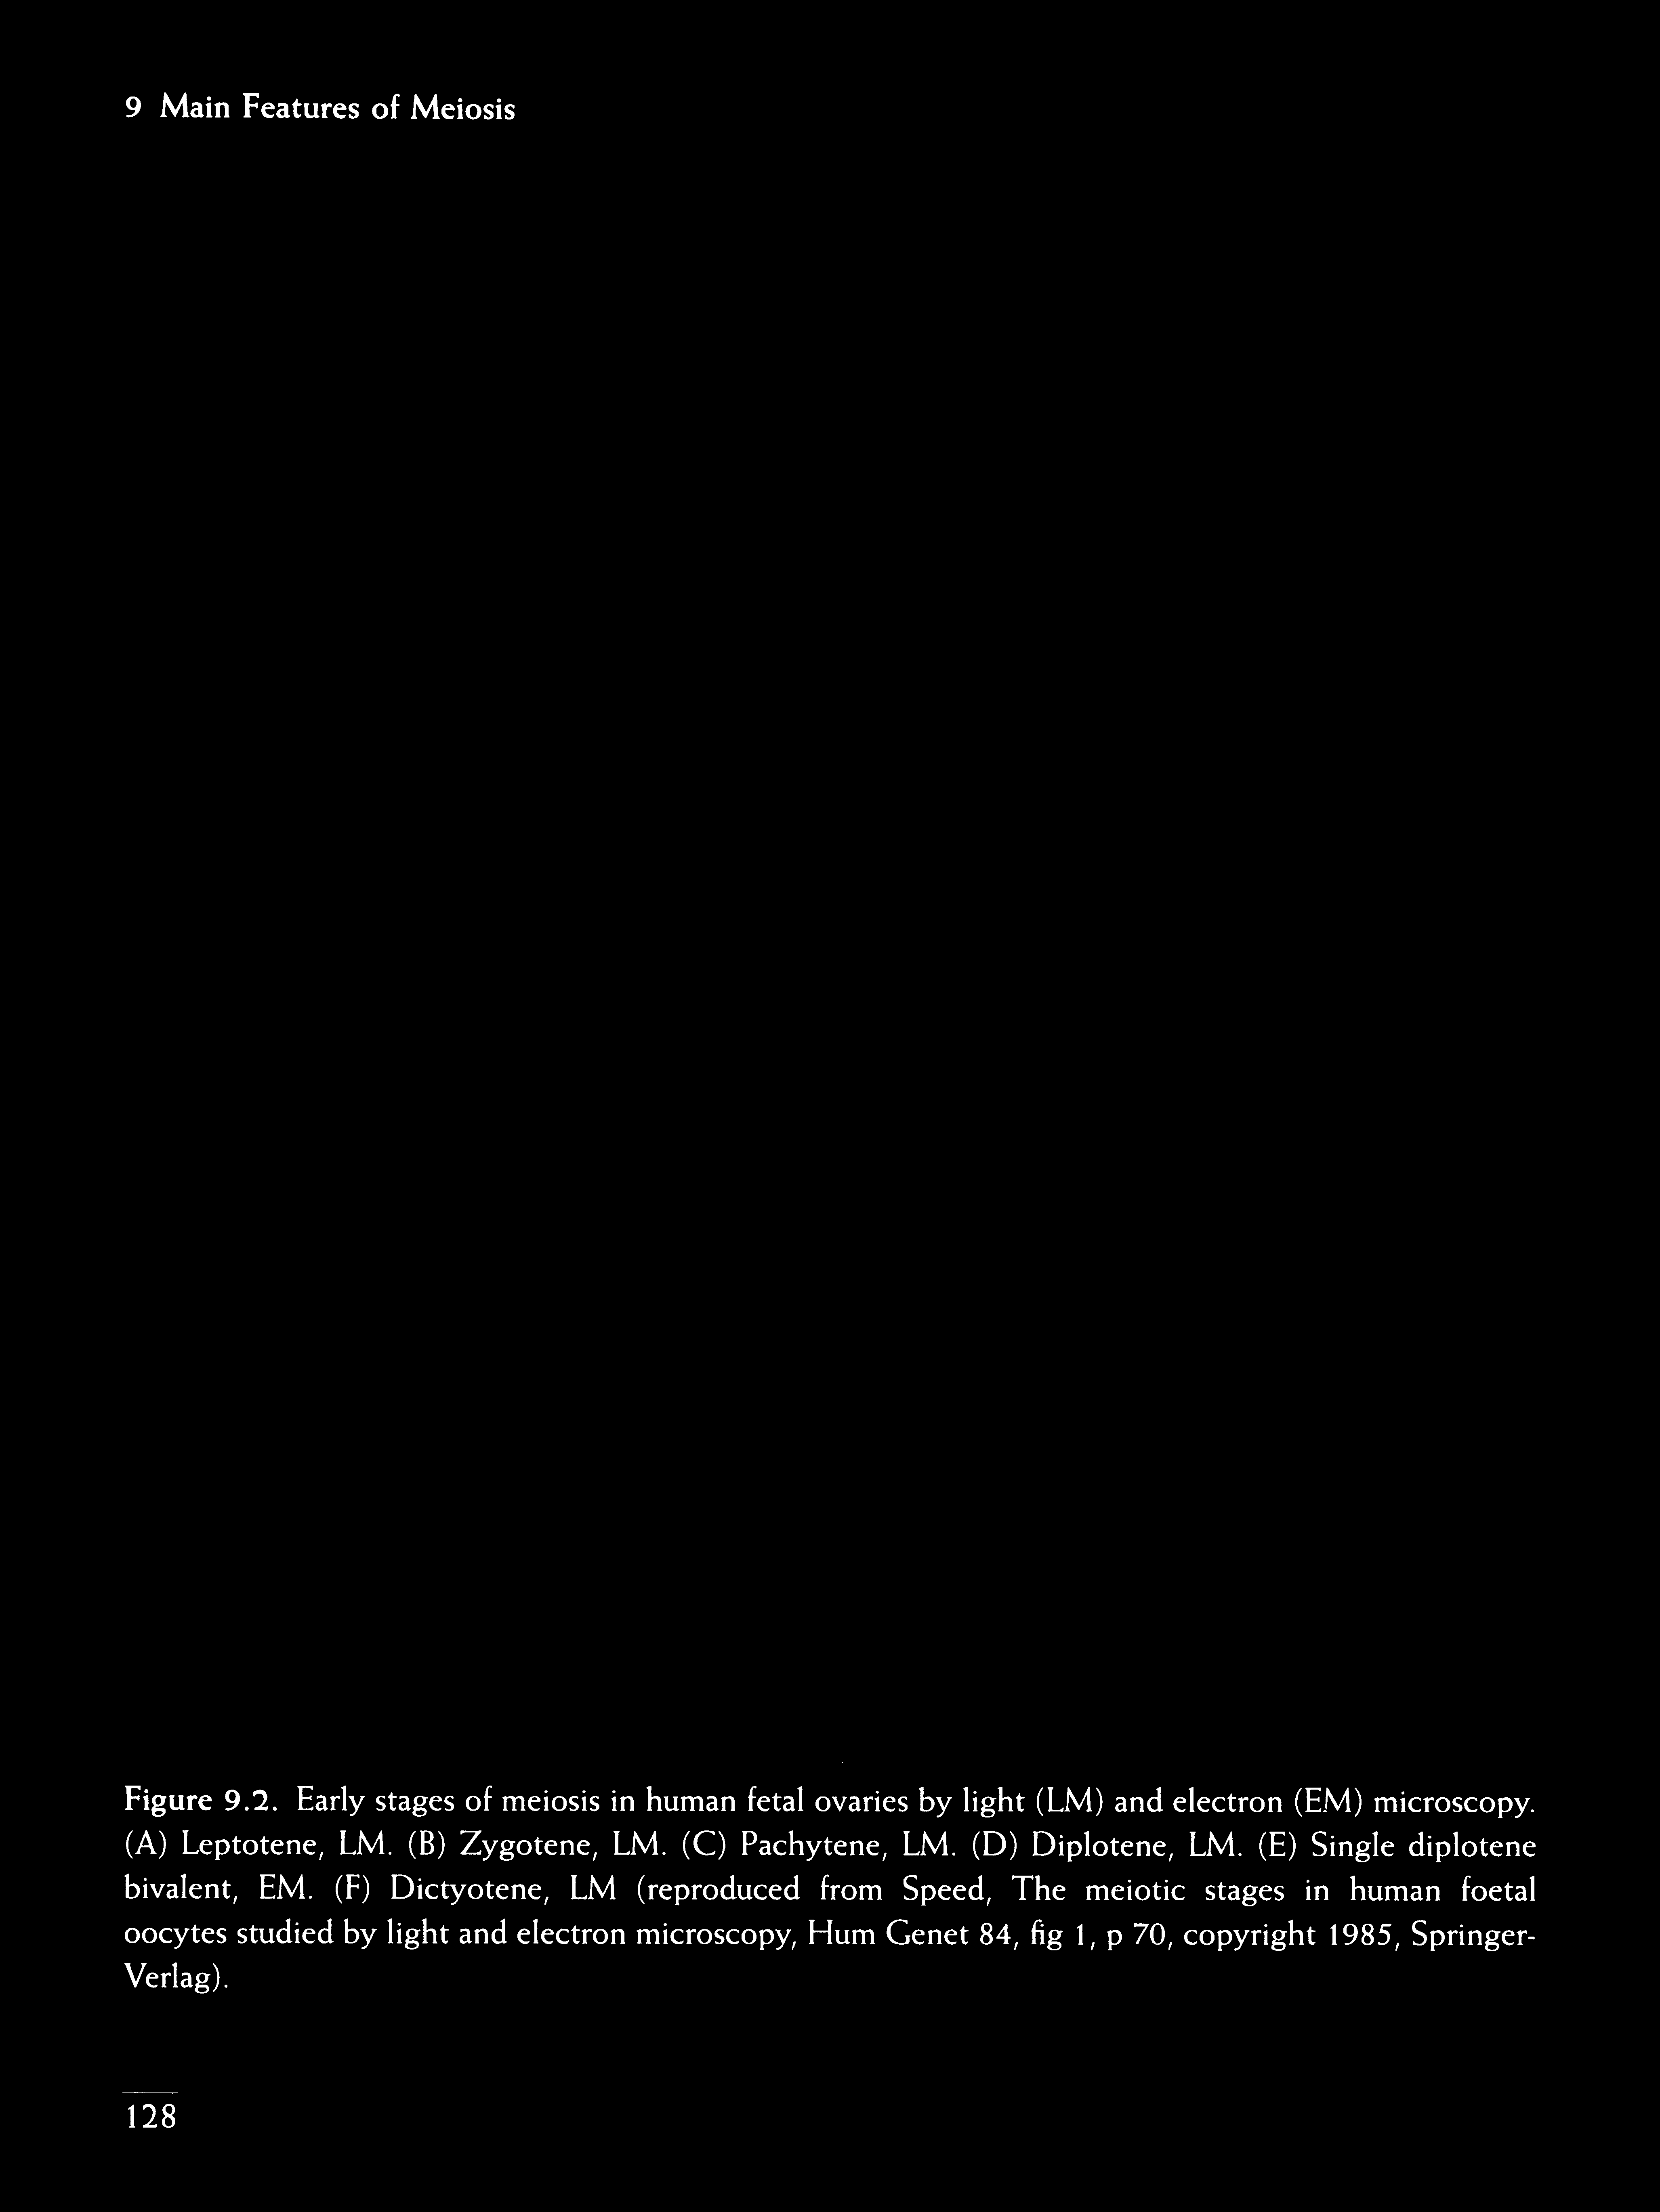 9 Main Features of Meiosis
Figure 9.2. Early stages of meiosis in human fetal ovaries by light (LM) and electron (EM) microscopy.
(A) Leptotene, LM. (B) Zygotene, LM. (C) Pachytene, LM. (D) Diplotene, LM. (E) Single diplotene
bivalent, EM. (F) Dictyotene, LM (reproduced from Speed, The meiotic stages in human foetal
oocytes studied by light and electron microscopy, Hum Genet 84, fig 1, p 70, copyright 1985, Springer-
Verlag).
128